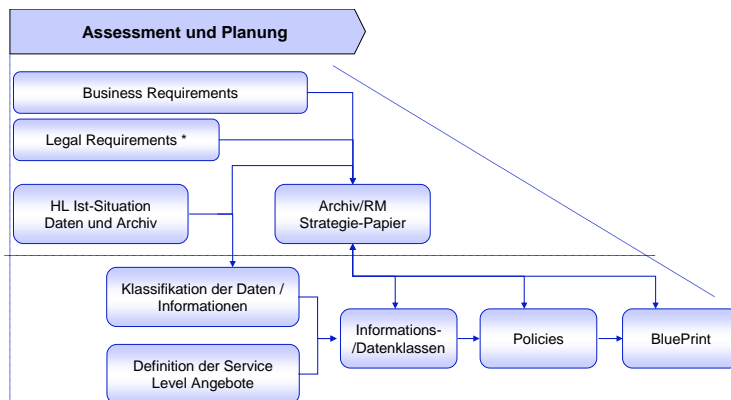 Assessment und Planung
Business Requirements
Legal Requirements *
HL Ist-Situation
Daten und Archiv
Archiv/RM
Strategie-Papier
Klassifikation der Daten /
Informationen
Definition der Service
Level Angebote
Informations-
/Datenklassen
Policies
BluePrint